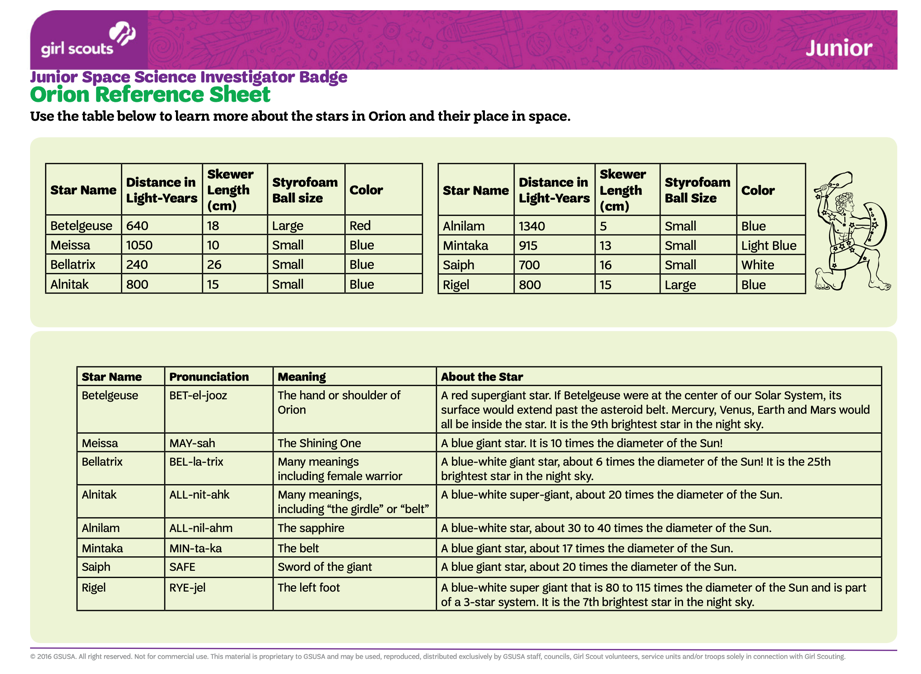 girl scouts
Junior
Junior Space Science Investigator Badge
Orion Reference Sheet
Use the table below to learn more about the stars in Orion and their place in space.
Star Name Distance in Light-Years Skewer Length (cm) Styrofoam Ball size Color
Betelgeuse 640 18 Large Red
Meissa 1050 10 Small Blue
Bellatrix 240 26 Small Blue
Alnitak 800 15 Small Blue
Star Name Distance in Light-Years Skewer Length (cm) Styrofoam Ball Size Color
Alnilam 1340 5 Small Blue
Mintaka 915 13 Small Light Blue
Saiph 700 16 Small White
Rigel 800 15 Large Blue
Star Name Pronunciation Meaning About the Star
Betelgeuse BET-el-jooz The hand or shoulder of
Orion
A red supergiant star. If Betelgeuse were at the center of our Solar System, its
surface would extend past the asteroid belt. Mercury, Venus, Earth and Mars would
all be inside the star. It is the 9th brightest star in the night sky.
Meissa MAY-sah The Shining One A blue giant star. It is 10 times the diameter of the Sun!
Bellatrix BEL-la-trix Many meanings
including female warrior
A blue-white giant star, about 6 times the diameter of the Sun! It is the 25th
brightest star in the night sky.
Alnitak ALL-nit-ahk Many meanings,
including “the girdle” or “belt”
A blue-white super-giant, about 20 times the diameter of the Sun.
Alnilam ALL-nil-ahm The sapphire A blue-white star, about 30 to 40 times the diameter of the Sun.
Mintaka MIN-ta-ka The belt A blue giant star, about 17 times the diameter of the Sun.
Saiph SAFE Sword of the giant A blue giant star, about 20 times the diameter of the Sun.
Rigel RYE-jel The left foot A blue-white super giant that is 80 to 115 times the diameter of the Sun and is part
of a 3-star system. It is the 7th brightest star in the night sky.
© 2016 GSUSA. All right reserved. Not for commercial use. This material is proprietary to GSUSA and may be used, reproduced, distributed exclusively by GSUSA staff, councils, Girl Scout volunteers, service units and/or troops solely in connection with Girl Scouting.